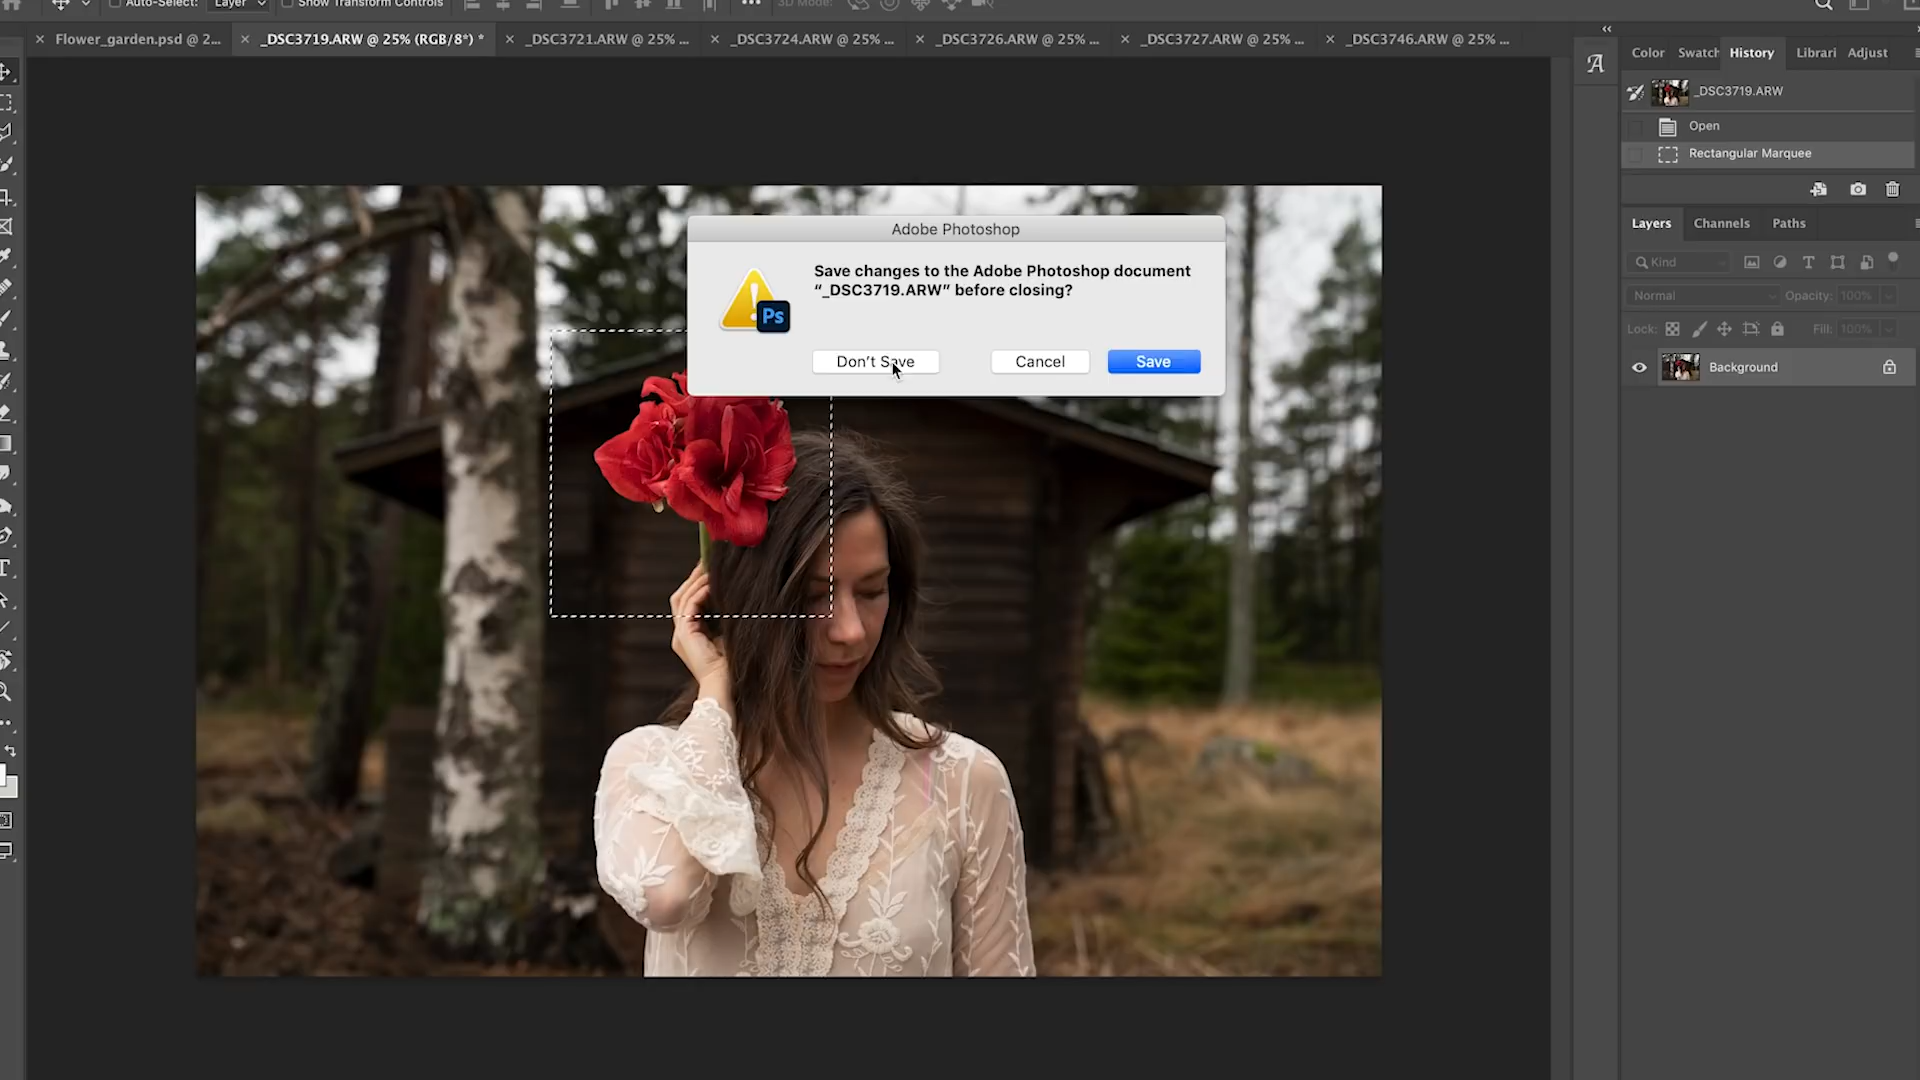 Auto-Select: Layer Show Transform Controls ... 3D Mode:
× Flower_garden.psd @ 2... × _DSC3719.ARW @ 25% (RGB/8*) * × _DSC3721.ARW @ 25% ... × _DSC3724.ARW @ 25% ... × _DSC3726.ARW @ 25% ... × _DSC3727.ARW @ 25% ... × _DSC3746.ARW @ 25% ...
Color Swatch History Librari Adjust
_DSC3719.ARW
Open
Rectangular Marquee
Layers Channels Paths
Kind
Normal Opacity: 100%
Lock: Fill: 100%
Background
Adobe Photoshop
Save changes to the Adobe Photoshop document
“_DSC3719.ARW” before closing?
Ps
Don’t Save Cancel Save